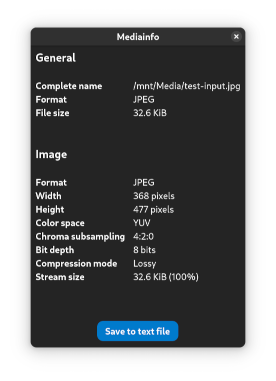 Mediainfo
General
Complete name /mnt/Media/test-input.jpg
Format JPEG
File size 32.6 KiB
Image
Format JPEG
Width 368 pixels
Height 477 pixels
Color space YUV
Chroma subsampling 4:2:0
Bit depth 8 bits
Compression mode Lossy
Stream size 32.6 KiB (100%)
Save to text file